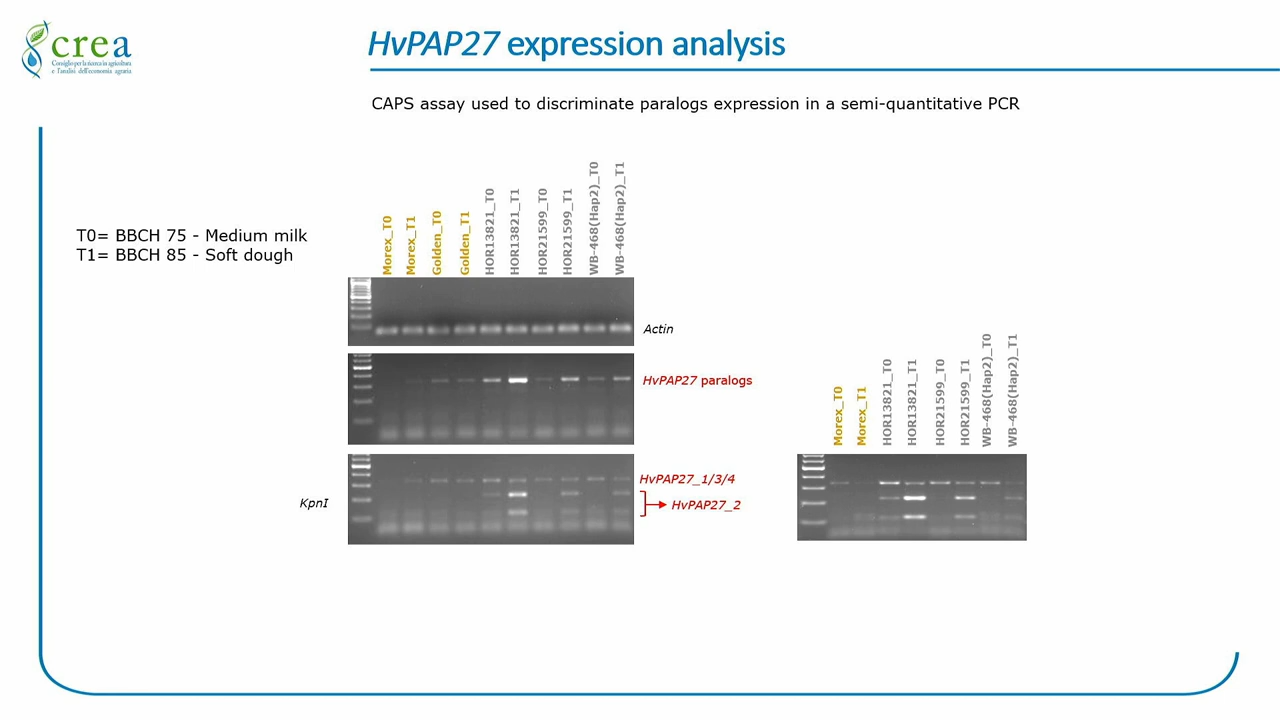 crea
Consiglio per la ricerca in agricoltura
e l'analisi dell'economia agraria
HvPAP27 expression analysis
CAPS assay used to discriminate paralogs expression in a semi-quantitative PCR
T0= BBCH 75 - Medium milk
T1= BBCH 85 - Soft dough
Morex_T0
Morex_T1
Golden_T0
Golden_T1
HOR13821_T0
HOR13821_T1
HOR21599_T0
HOR21599_T1
WB-468(Hap2)_T0
WB-468(Hap2)_T1
Actin
HvPAP27 paralogs
KpnI
HvPAP27_1/3/4
HvPAP27_2
Morex_T0
Morex_T1
HOR13821_T0
HOR13821_T1
HOR21599_T0
HOR21599_T1
WB-468(Hap2)_T0
WB-468(Hap2)_T1